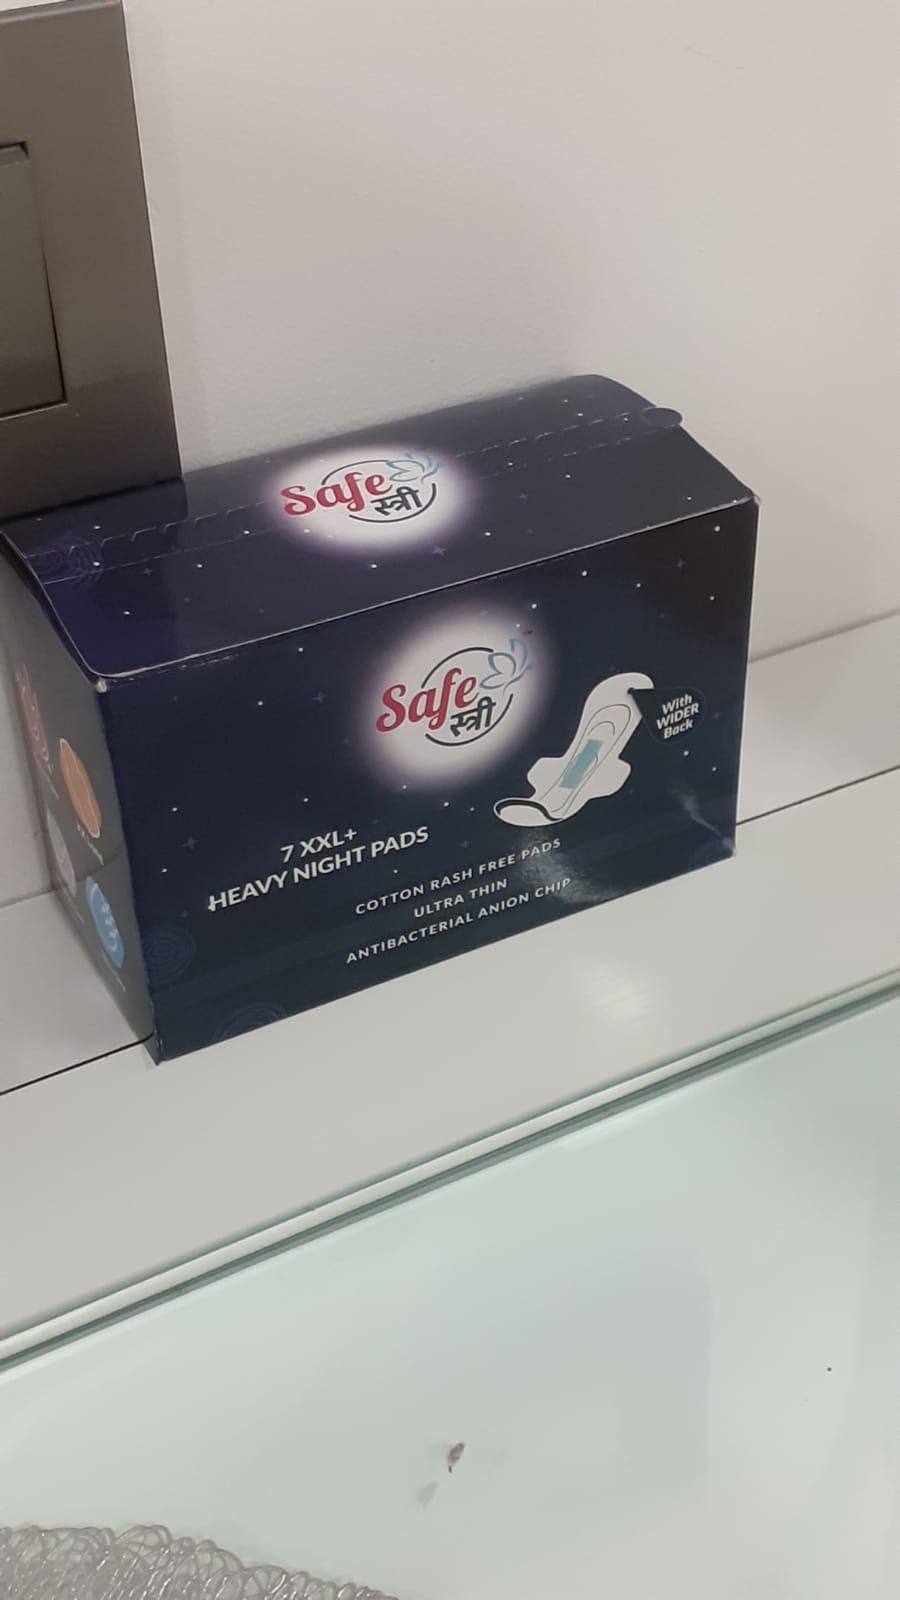 Safe
स्त्री
Safe
स्त्री
With
WIDER
Back
7 XXL+
HEAVY NIGHT PADS
COTTON RASH FREE PADS
ULTRA THIN
ANTIBACTERIAL ANION CHIP